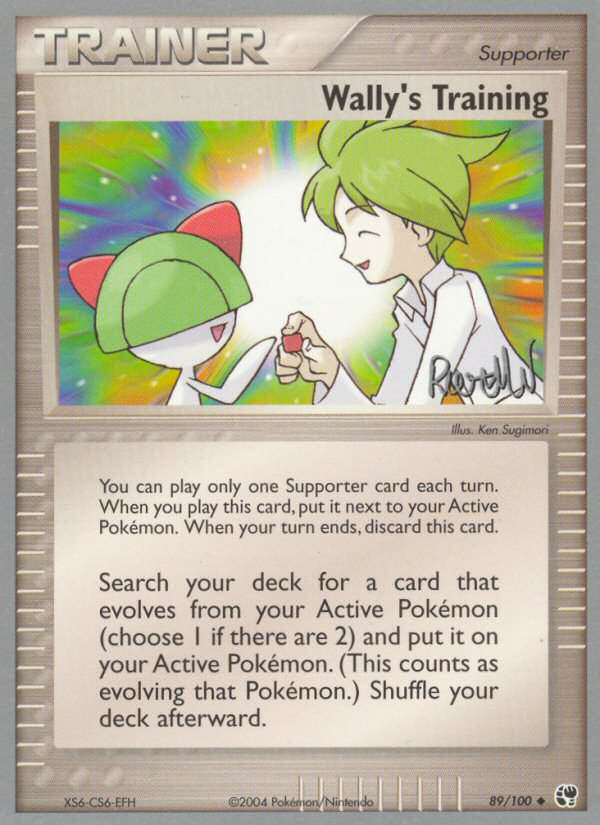 TRAINER
Supporter
Wally's Training
Illus. Ken Sugimori
You can play only one Supporter card each turn.
When you play this card, put it next to your Active
Pokémon. When your turn ends, discard this card.
Search your deck for a card that
evolves from your Active Pokémon
(choose 1 if there are 2) and put it on
your Active Pokémon. (This counts as
evolving that Pokémon.) Shuffle your
deck afterward.
XS6-CS6-EFH
©2004 Pokémon/Nintendo
89/100